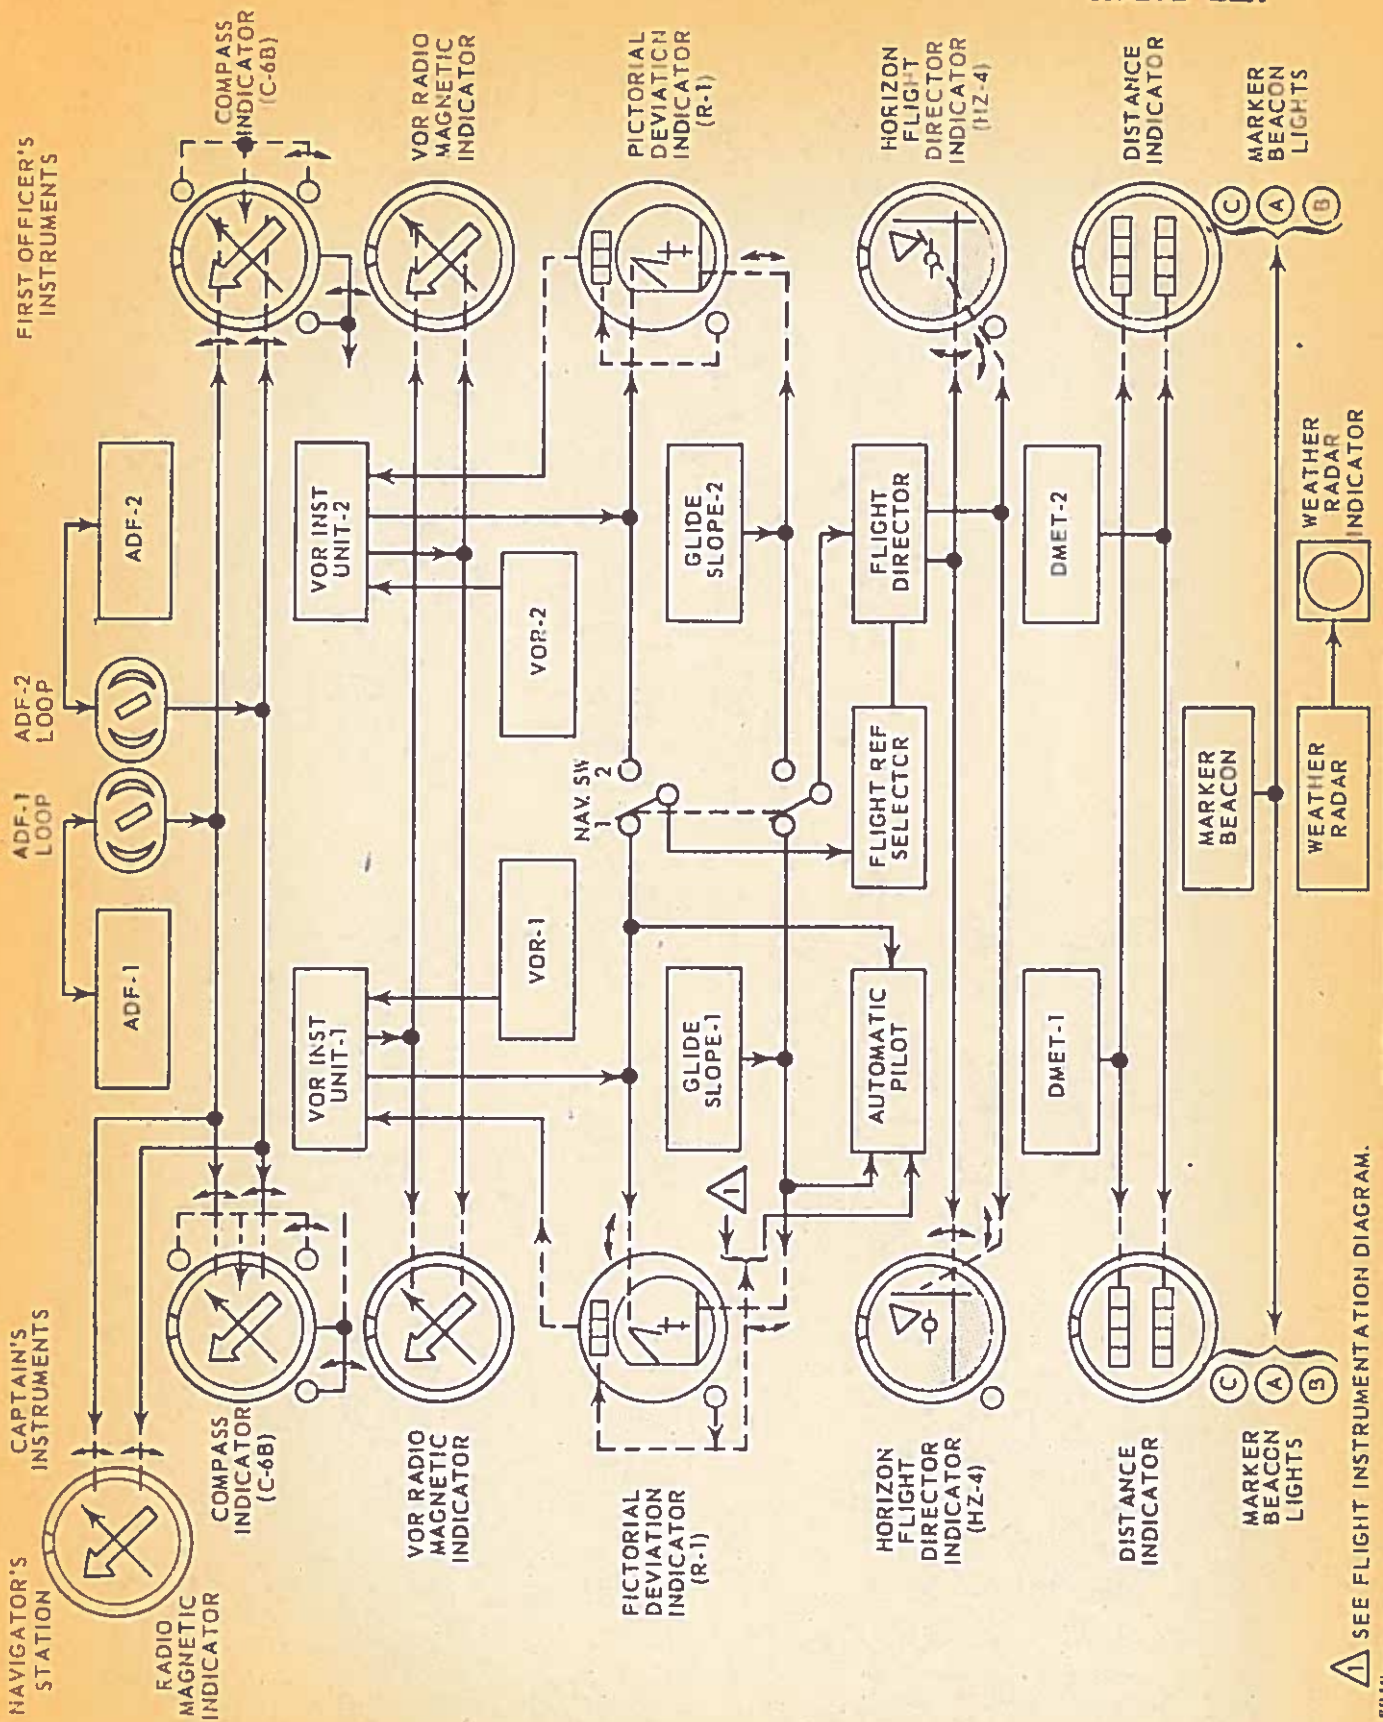 NAVIGATOR'S
STATION
CAPTAIN'S
INSTRUMENTS
FIRST OFFICER'S
INSTRUMENTS
ADF-1
LOOP
ADF-2
LOOP
ADF-1
ADF-2
RADIO
MAGNETIC
INDICATOR
COMPASS
INDICATOR
(C-6B)
COMPASS
INDICATOR
(C-6B)
VOR INST
UNIT-1
VOR INST
UNIT-2
VOR RADIO
MAGNETIC
INDICATOR
VOR RADIO
MAGNETIC
INDICATOR
VOR-1
VOR-2
NAV. SW
1 2
PICTORIAL
DEVIATION
INDICATOR
(R-1)
PICTORIAL
DEVIATION
INDICATOR
(R-1)
GLIDE
SLOPE-1
GLIDE
SLOPE-2
1
AUTOMATIC
PILOT
FLIGHT REF
SELECTOR
FLIGHT
DIRECTOR
HORIZON
FLIGHT
DIRECTOR
INDICATOR
(HZ-4)
HORIZON
FLIGHT
DIRECTOR
INDICATOR
(HZ-4)
DMET-1
DMET-2
DISTANCE
INDICATOR
DISTANCE
INDICATOR
MARKER
BEACON
C
A
B
C
A
B
MARKER
BEACON
LIGHTS
MARKER
BEACON
LIGHTS
WEATHER
RADAR
WEATHER
RADAR
INDICATOR
1 SEE FLIGHT INSTRUMENTATION DIAGRAM.